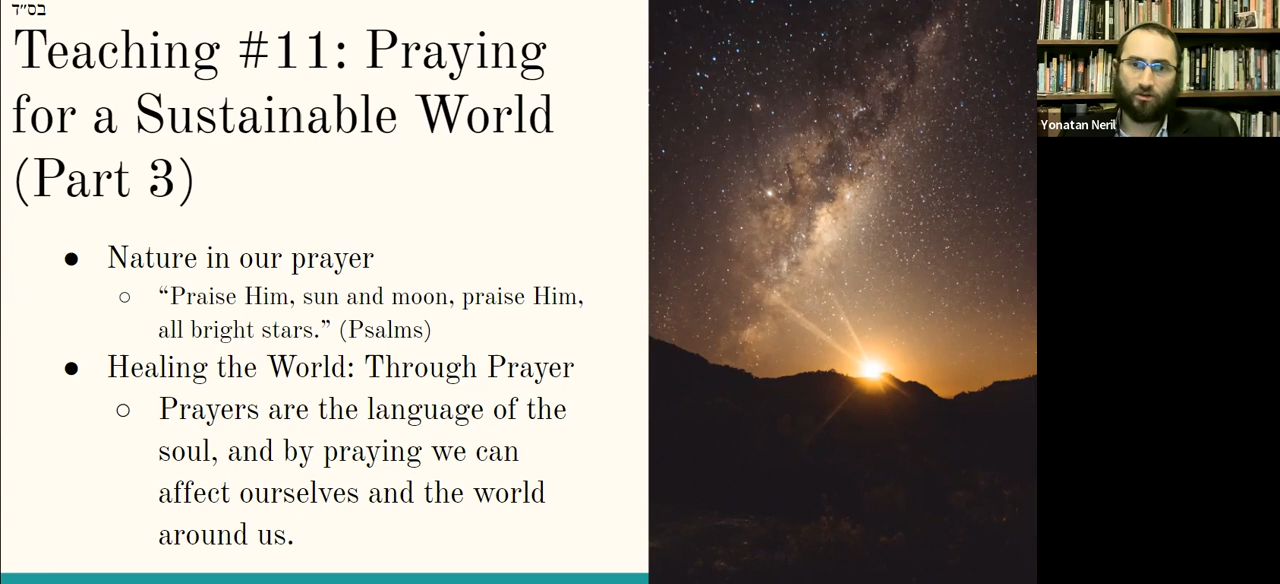 בס״ד
Teaching #11: Praying
for a Sustainable World
(Part 3)
● Nature in our prayer
○ “Praise Him, sun and moon, praise Him,
all bright stars.” (Psalms)
● Healing the World: Through Prayer
○ Prayers are the language of the
soul, and by praying we can
affect ourselves and the world
around us.
Yonatan Neril